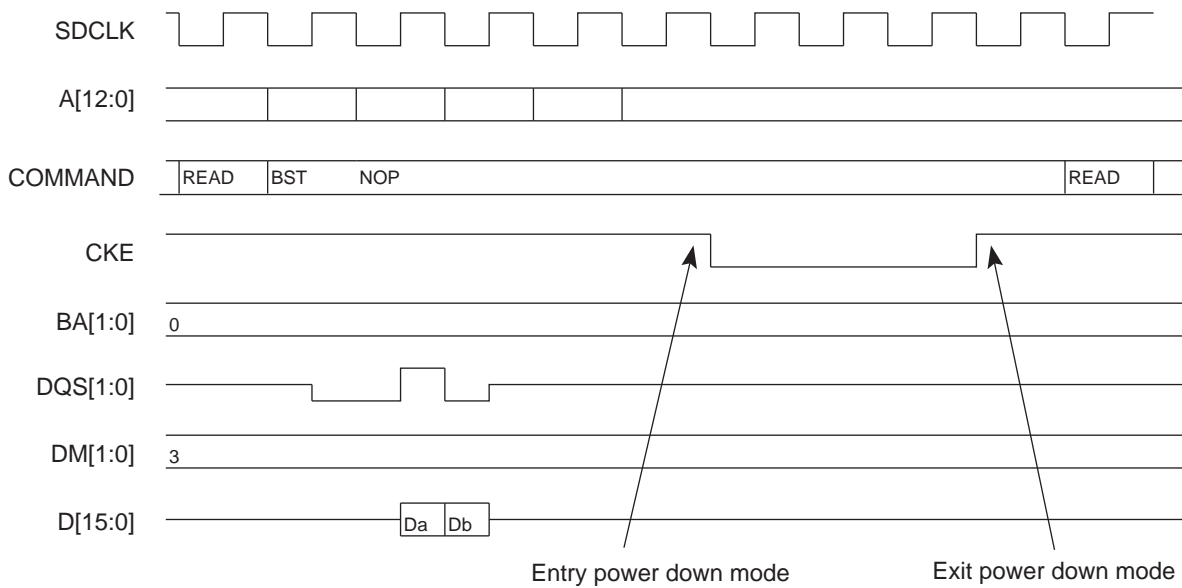 SDCLK
A[12:0]
COMMAND READ BST NOP READ
CKE
BA[1:0] 0
DQS[1:0]
DM[1:0] 3
D[15:0] Da Db
Entry power down mode Exit power down mode